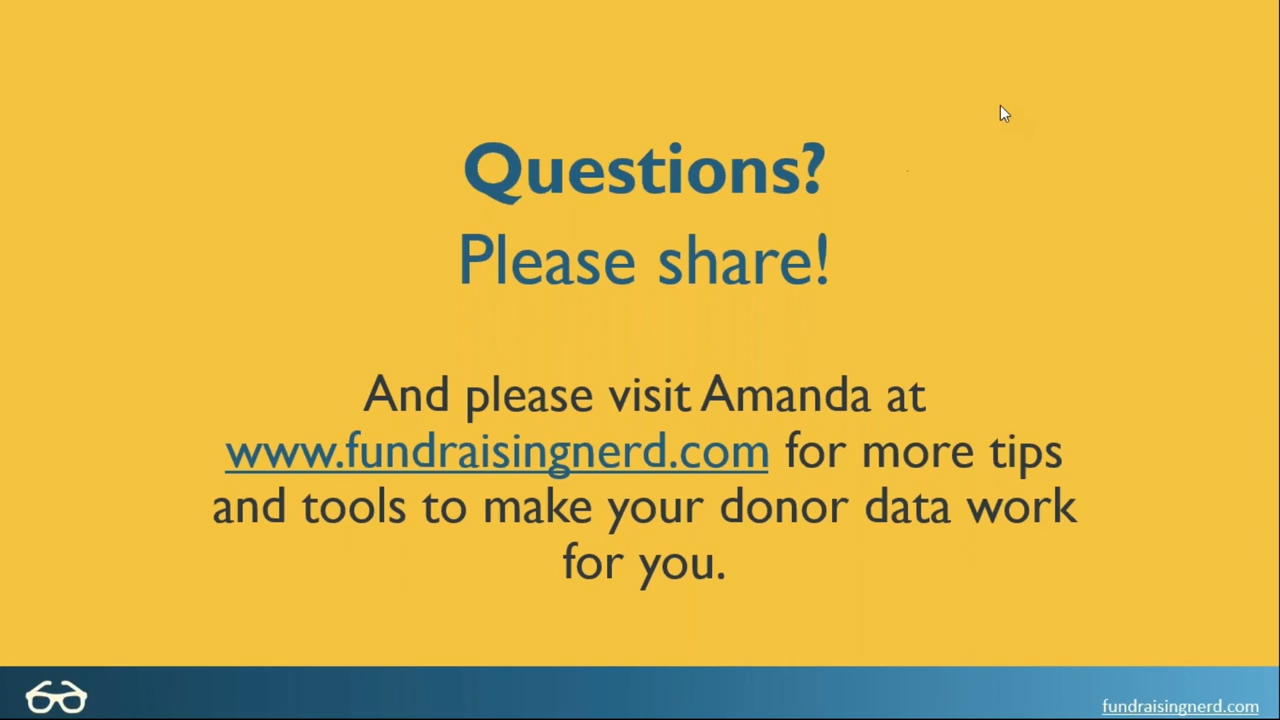 Questions?
Please share!
And please visit Amanda at
www.fundraisingnerd.com for more tips
and tools to make your donor data work
for you.
fundraisingnerd.com